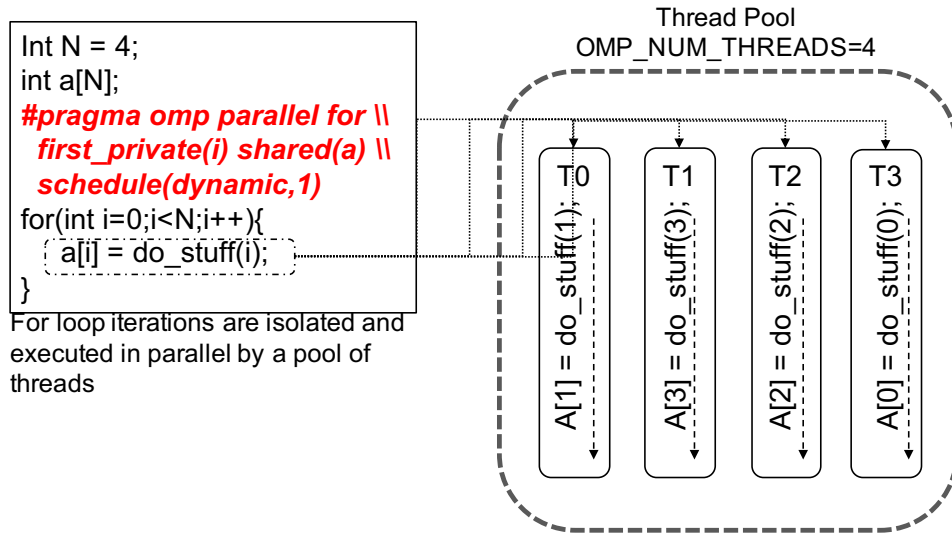 Thread Pool
OMP_NUM_THREADS=4
Int N = 4;
int a[N];
#pragma omp parallel for \\
first_private(i) shared(a) \\
schedule(dynamic,1)
for(int i=0;i<N;i++){
a[i] = do_stuff(i);
}
For loop iterations are isolated and
executed in parallel by a pool of
threads
T0
A[1] = do_stuff(1);
T1
A[3] = do_stuff(3);
T2
A[2] = do_stuff(2);
T3
A[0] = do_stuff(0);